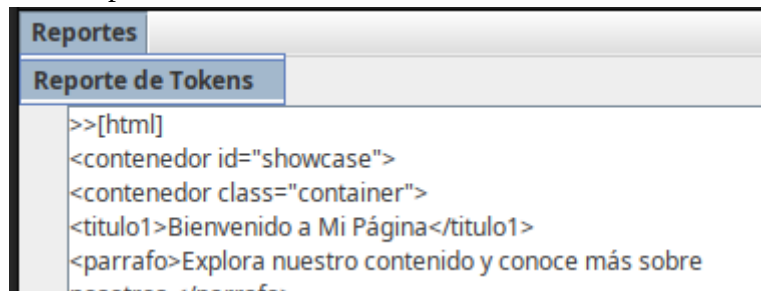 Reportes
Reporte de Tokens
>>[html]
<contenedor id="showcase">
<contenedor class="container">
<titulo1>Bienvenido a Mi Página</titulo1>
<parrafo>Explora nuestro contenido y conoce más sobre